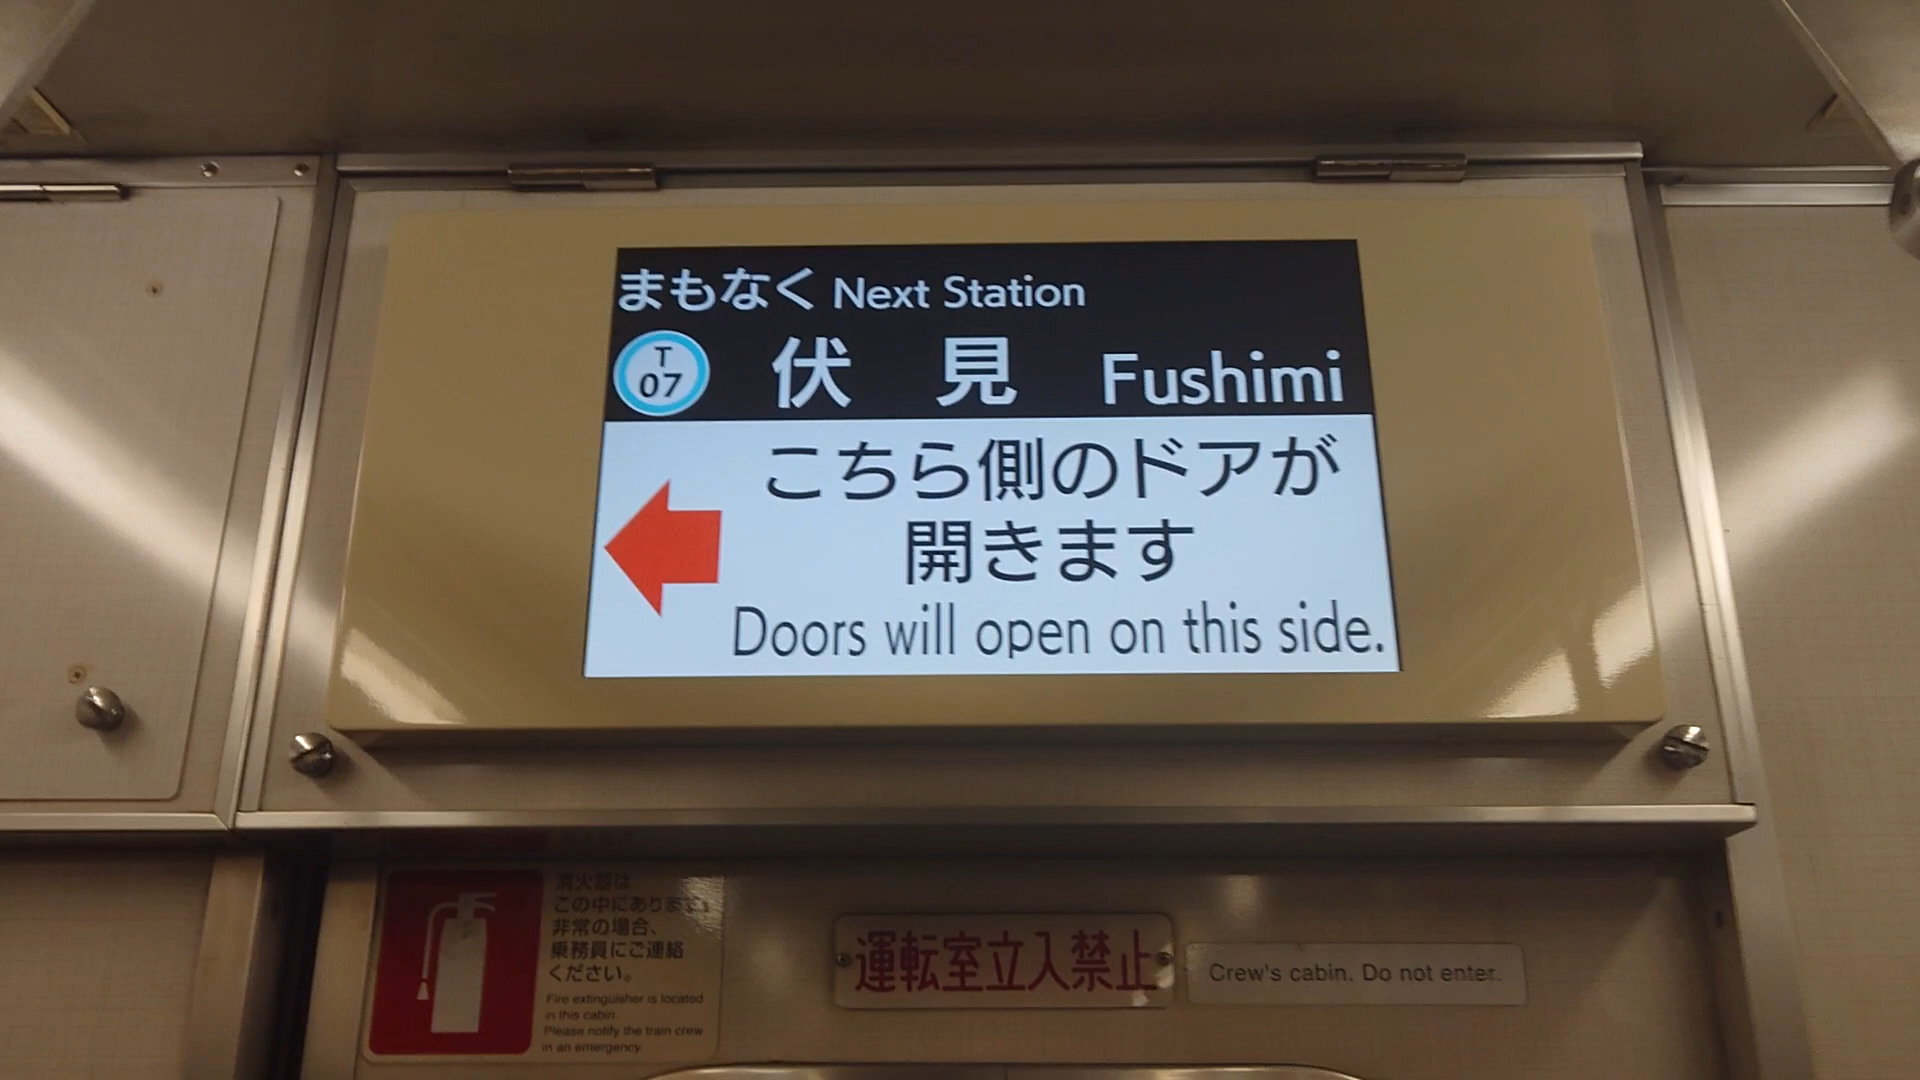 まもなく Next Station
T
07
伏見 Fushimi
こちら側のドアが
開きます
Doors will open on this side.
消火器は
この中にあります。
非常の場合、
乗務員にご連絡
ください。
Fire extinguisher is located
in this cabin.
Please notify the train crew
in an emergency.
運転室立入禁止
Crew's cabin. Do not enter.